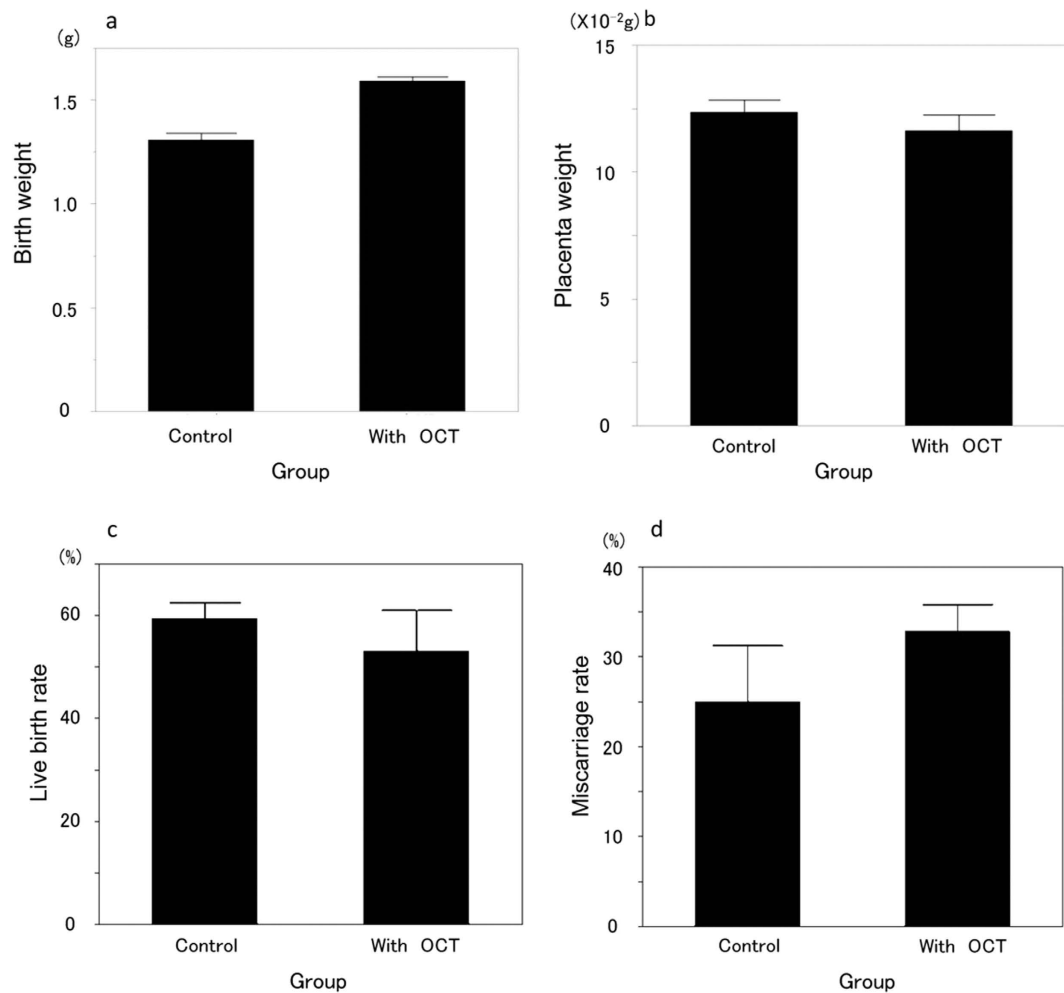 a
(g)
1.5
1.0
0.5
0
Birth weight
Control
With OCT
Group
(X10⁻²g) b
15
10
5
0
Placenta weight
Control
With OCT
Group
c
(%)
60
40
20
0
Live birth rate
Control
With OCT
Group
d
(%)
40
30
20
10
0
Miscarriage rate
Control
With OCT
Group